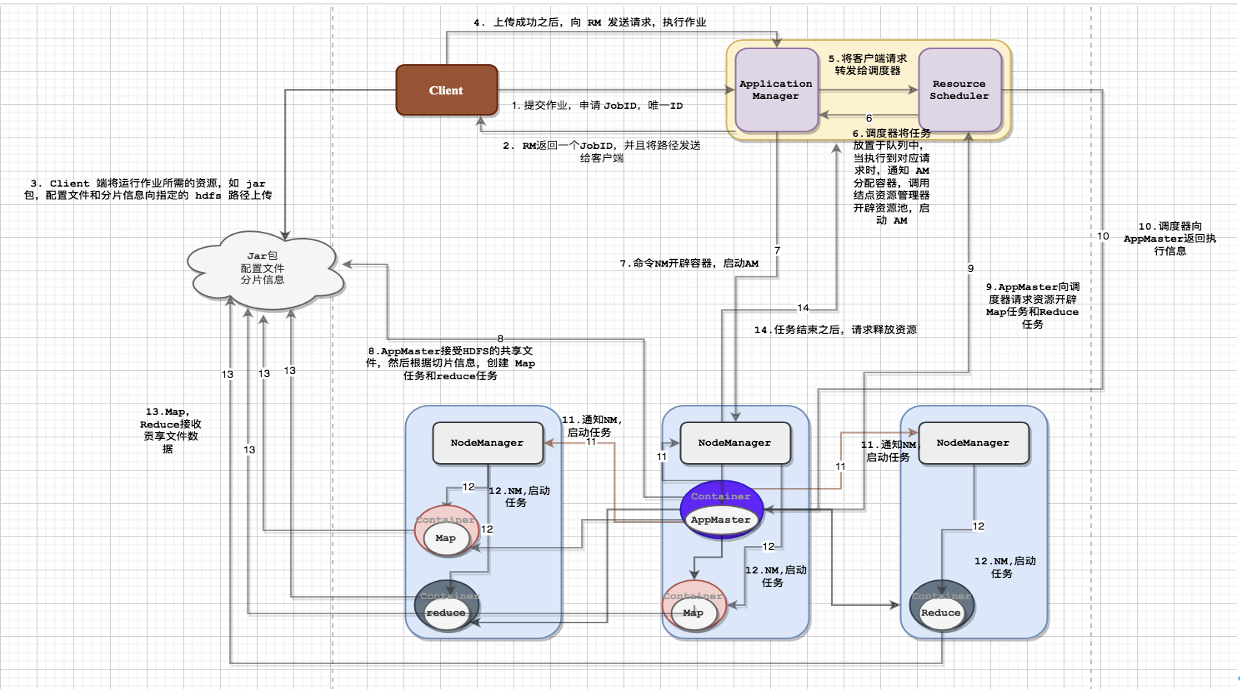 4. 上传成功之后，向 RM 发送请求，执行作业
Client
Application
Manager
5.将客户端请求
转发给调度器
Resource
Scheduler
1.提交作业，申请 JobID，唯一ID
6
2. RM返回一个JobID，并且将路径发送
给客户端
6.调度器将任务
放置于队列中，
当执行到对应请
求时，通知 AM
分配容器，调用
结点资源管理器
开辟资源池，启
动 AM
3. Client 端将运行作业所需的资源，如 jar
包，配置文件和分片信息向指定的 hdfs 路径上传
10
10.调度器向
AppMaster返回执
行信息
Jar包
配置文件
分片信息
7
7.命令NM开辟容器，启动AM
9
9.AppMaster向调
度器请求资源开辟
Map任务和Reduce
任务
14
14.任务结束之后，请求释放资源
8
8.AppMaster接受HDFS的共享文
件，然后根据切片信息，创建 Map
任务和reduce任务
13
13
13
13
13.Map,
Reduce接收
贡享文件数
据
NodeManager
11.通知NM,
启动任务
11
NodeManager
11
11.通知NM,
启动任务
11
NodeManager
12
12.NM,启动
任务
12
Container
Map
Container
reduce
Container
AppMaster
12
12.NM,启动
任务
Container
Map
12
12.NM,启动
任务
Container
Reduce